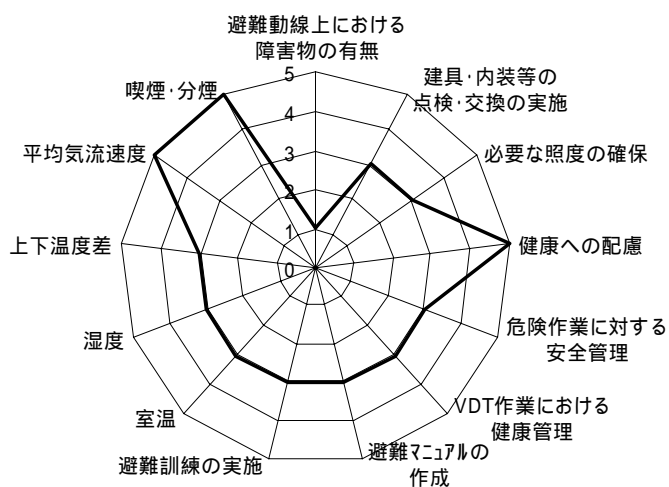 避難動線上における
障害物の有無
建具･内装等の
点検･交換の実施
必要な照度の確保
健康への配慮
危険作業に対する
安全管理
VDT作業における
健康管理
避難ﾏﾆｭｱﾙの
作成
避難訓練の実施
室温
湿度
上下温度差
平均気流速度
喫煙･分煙
5
4
3
2
1
0